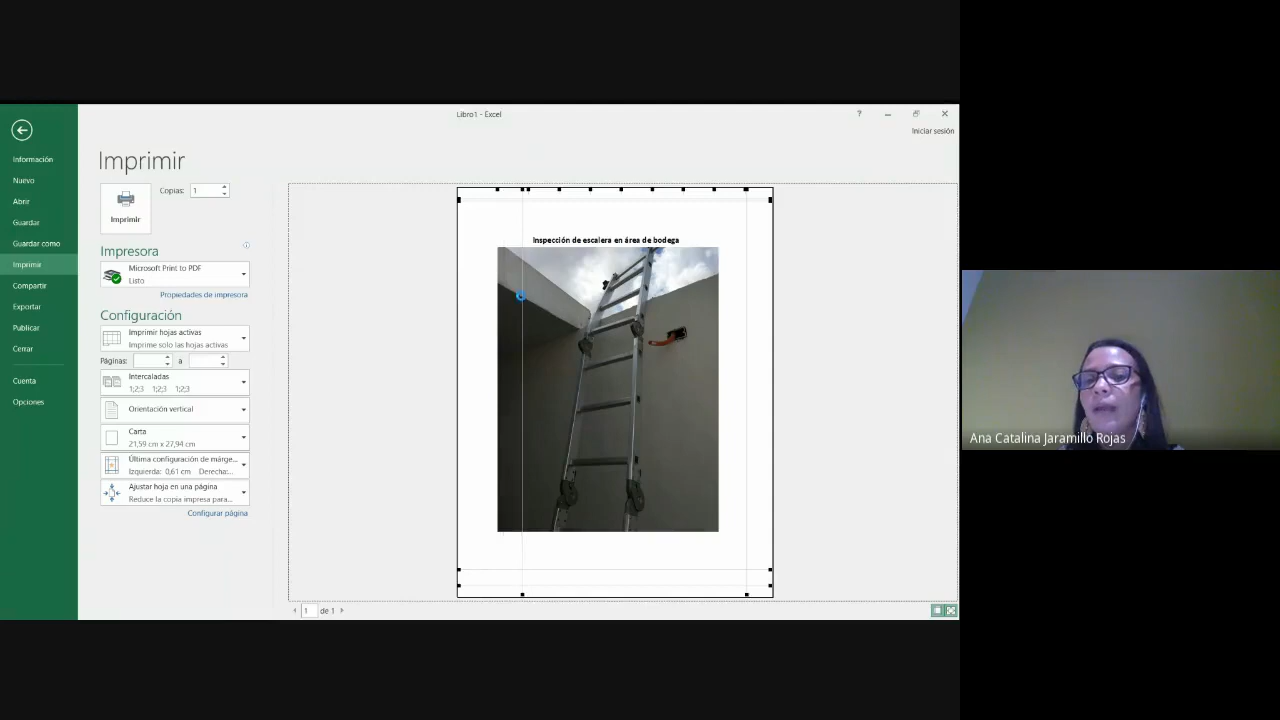 Libro1 - Excel
?
Iniciar sesión
Información
Nuevo
Abrir
Guardar
Guardar como
Imprimir
Compartir
Exportar
Publicar
Cerrar
Cuenta
Opciones
Imprimir
Copias: 1
Imprimir
Impresora
Microsoft Print to PDF
Listo
Propiedades de impresora
Configuración
Imprimir hojas activas
Imprime solo las hojas activas
Páginas: a
Intercaladas
1;2;3 1;2;3 1;2;3
Orientación vertical
Carta
21,59 cm x 27,94 cm
Última configuración de márge...
Izquierda: 0,61 cm Derecha:...
Ajustar hoja en una página
Reduce la copia impresa para...
Configurar página
Inspección de escalera en área de bodega
1 de 1
Ana Catalina Jaramillo Rojas